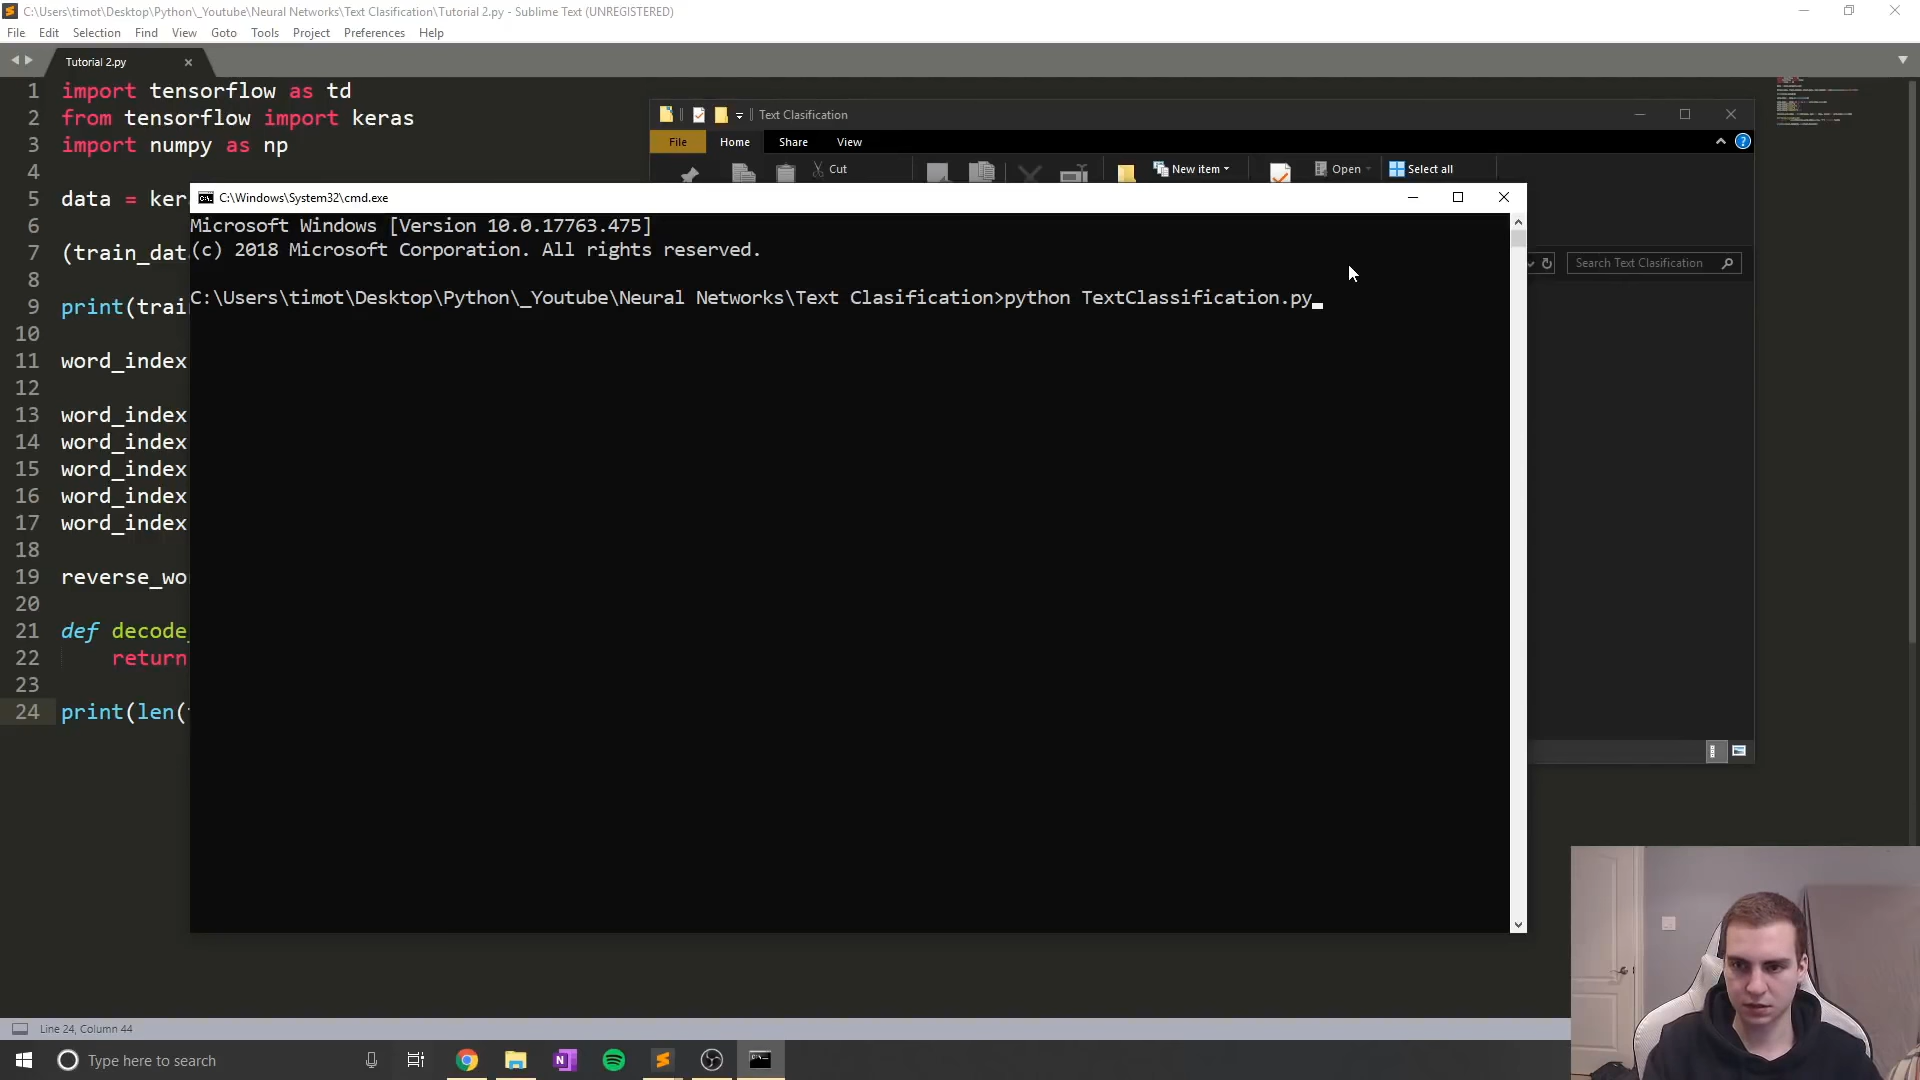 C:\Users\timot\Desktop\Python\_Youtube\Neural Networks\Text Clasification\Tutorial 2.py - Sublime Text (UNREGISTERED)
File Edit Selection Find View Goto Tools Project Preferences Help
Tutorial 2.py
1 import tensorflow as td
2 from tensorflow import keras
3 import numpy as np
4
5 data = ker
6
7 (train_dat
8
9 print(trai
10
11 word_index
12
13 word_index
14 word_index
15 word_index
16 word_index
17 word_index
18
19 reverse_wo
20
21 def decode_
22 return
23
24 print(len(
Text Clasification
File Home Share View
Cut
New item
Open
Select all
Search Text Clasification
C:\Windows\System32\cmd.exe
Microsoft Windows [Version 10.0.17763.475]
(c) 2018 Microsoft Corporation. All rights reserved.
C:\Users\timot\Desktop\Python\_Youtube\Neural Networks\Text Clasification>python TextClassification.py
Line 24, Column 44
Type here to search